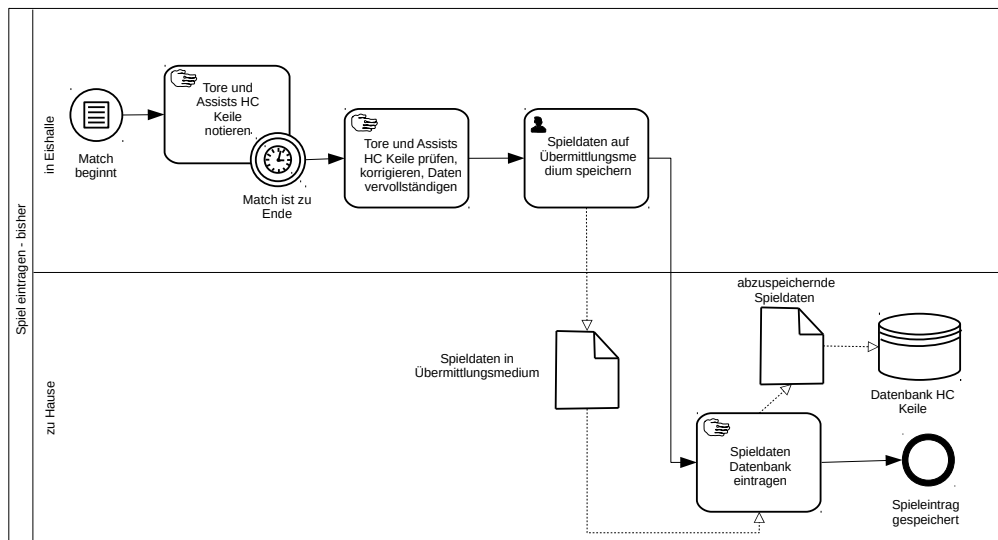 Spiel eintragen - bisher
in Eishalle
Match
beginnt
Tore und
Assists HC
Keile
notieren
Match ist zu
Ende
Tore und Assists
HC Keile prüfen,
korrigieren, Daten
vervollständigen
Spieldaten auf
Übermittlungsme
dium speichern
zu Hause
Spieldaten in
Übermittlungsmedium
abzuspeichernde
Spieldaten
Datenbank HC
Keile
Spieldaten
Datenbank
eintragen
Spieleintrag
gespeichert